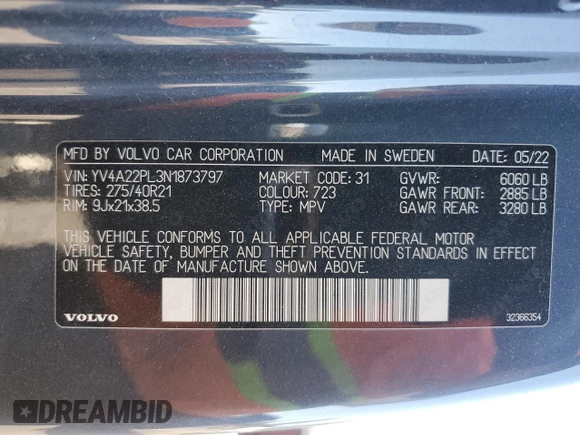 MFD BY VOLVO CAR CORPORATION MADE IN SWEDEN DATE: 05/22
VIN: YV4A22PL3N1873797 MARKET CODE: 31 GVWR: 6060 LB
TIRES: 275/40R21 COLOUR: 723 GAWR FRONT: 2885 LB
RIM: 9Jx21x38.5 TYPE: MPV GAWR REAR: 3280 LB
THIS VEHICLE CONFORMS TO ALL APPLICABLE FEDERAL MOTOR
VEHICLE SAFETY, BUMPER AND THEFT PREVENTION STANDARDS IN EFFECT
ON THE DATE OF MANUFACTURE SHOWN ABOVE.
VOLVO 32366354
DREAMBID